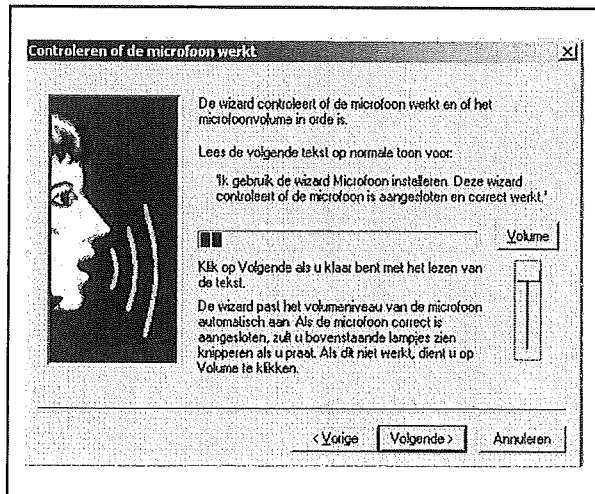 Controleren of de microfoon werkt
De wizard controleert of de microfoon werkt en of het
microfoonvolume in orde is.
Lees de volgende tekst op normale toon voor:
'Ik gebruik de wizard Microfoon installeren. Deze wizard
controleert of de microfoon is aangesloten en correct werkt.'
Volume
Klik op Volgende als u klaar bent met het lezen van
de tekst.
De wizard past het volumeniveau van de microfoon
automatisch aan. Als de microfoon correct is
aangesloten, zult u bovenstaande lampjes zien
knipperen als u praat. Als dit niet werkt, dient u op
Volume te klikken.
< Vorige Volgende > Annuleren